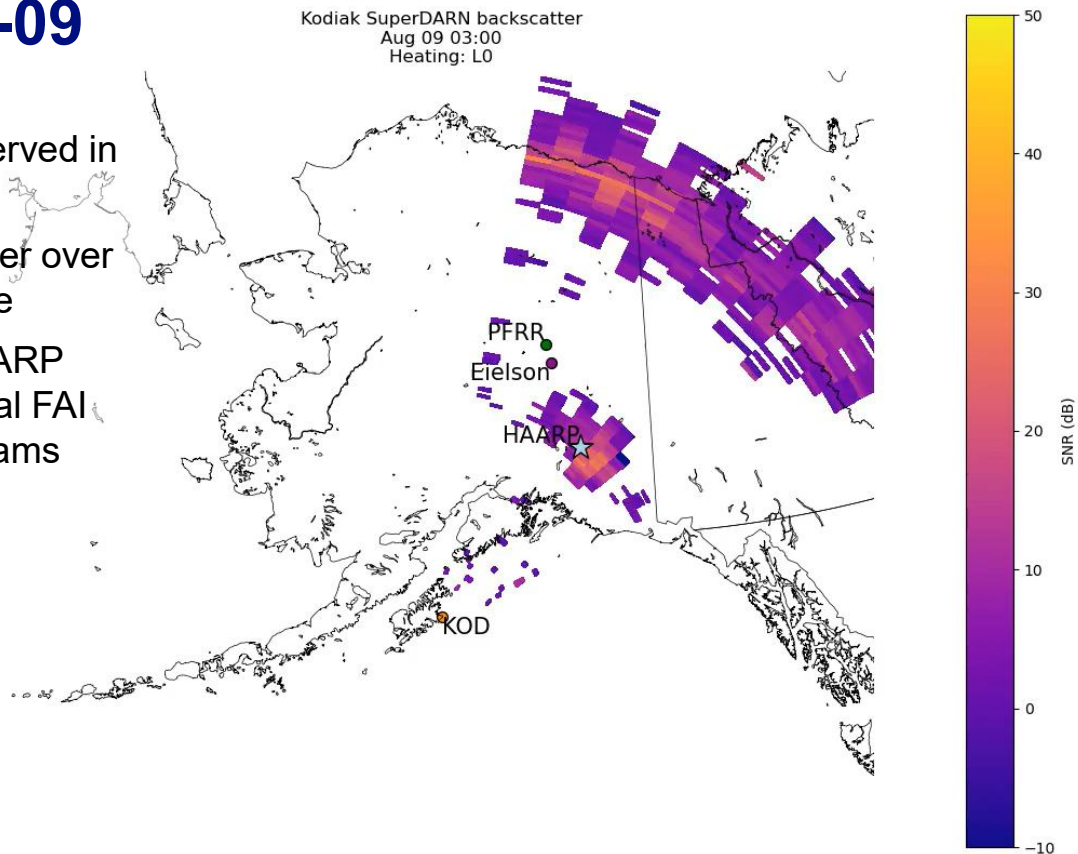 -09
Kodiak SuperDARN backscatter
Aug 09 03:00
Heating: L0
erved in
er over
e
ARP
al FAI
ams
PFRR
Eielson
HAARP
KOD
50
40
30
20
10
0
−10
SNR (dB)